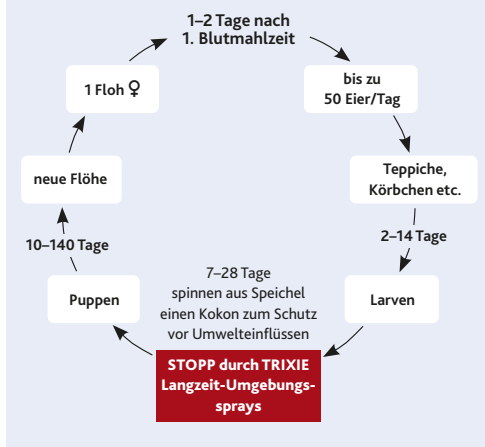 1–2 Tage nach
1. Blutmahlzeit
1 Floh ♀
bis zu
50 Eier/Tag
neue Flöhe
Teppiche,
Körbchen etc.
10–140 Tage
2–14 Tage
7–28 Tage
spinnen aus Speichel
einen Kokon zum Schutz
vor Umwelteinflüssen
Puppen
Larven
STOPP durch TRIXIE
Langzeit-Umgebungs-
sprays